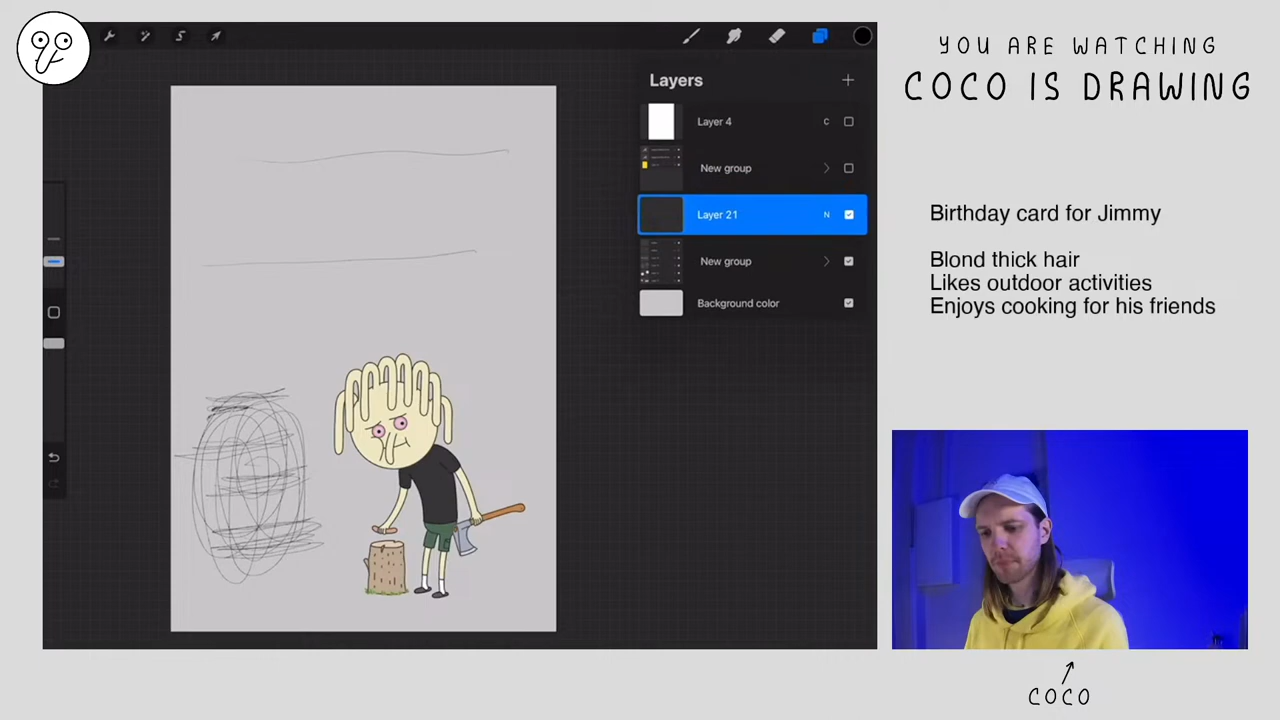 YOU ARE WATCHING
COCO IS DRAWING
Layers
Layer 4
C
New group
Layer 21
N
New group
Background color
Birthday card for Jimmy
Blond thick hair
Likes outdoor activities
Enjoys cooking for his friends
COCO